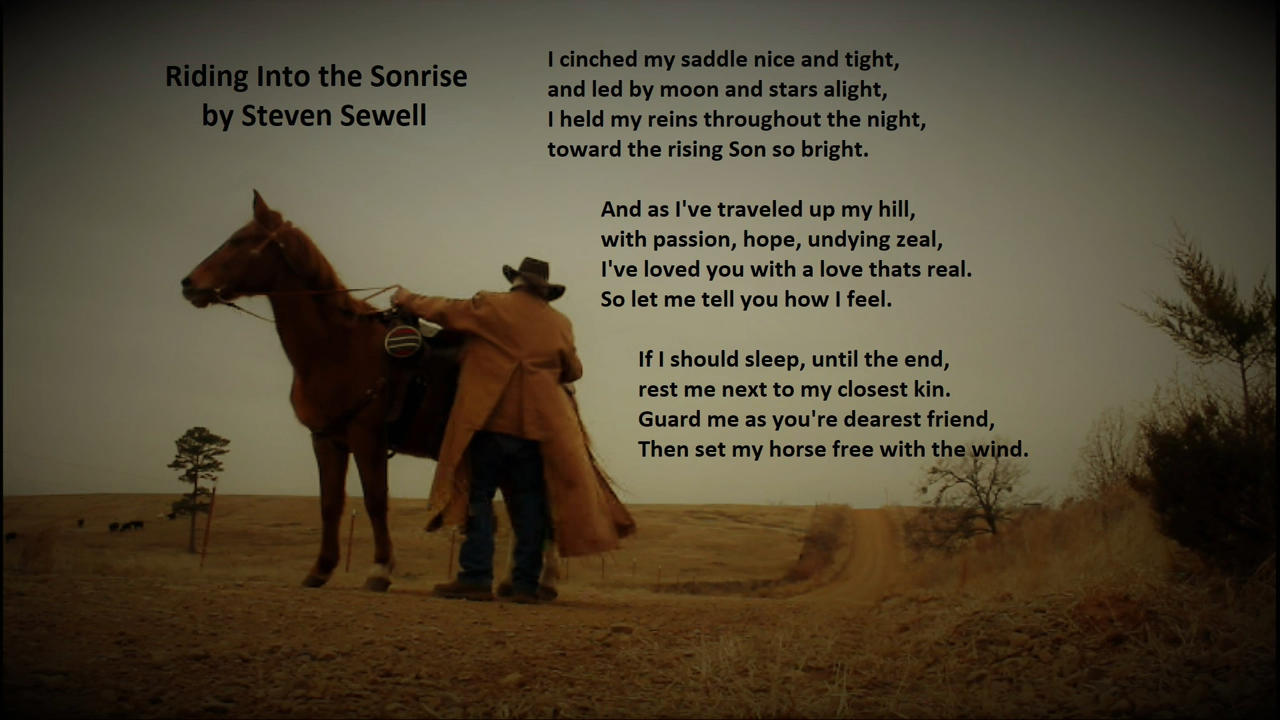 Riding Into the Sonrise
by Steven Sewell
I cinched my saddle nice and tight,
and led by moon and stars alight,
I held my reins throughout the night,
toward the rising Son so bright.
And as I've traveled up my hill,
with passion, hope, undying zeal,
I've loved you with a love thats real.
So let me tell you how I feel.
If I should sleep, until the end,
rest me next to my closest kin.
Guard me as you're dearest friend,
Then set my horse free with the wind.